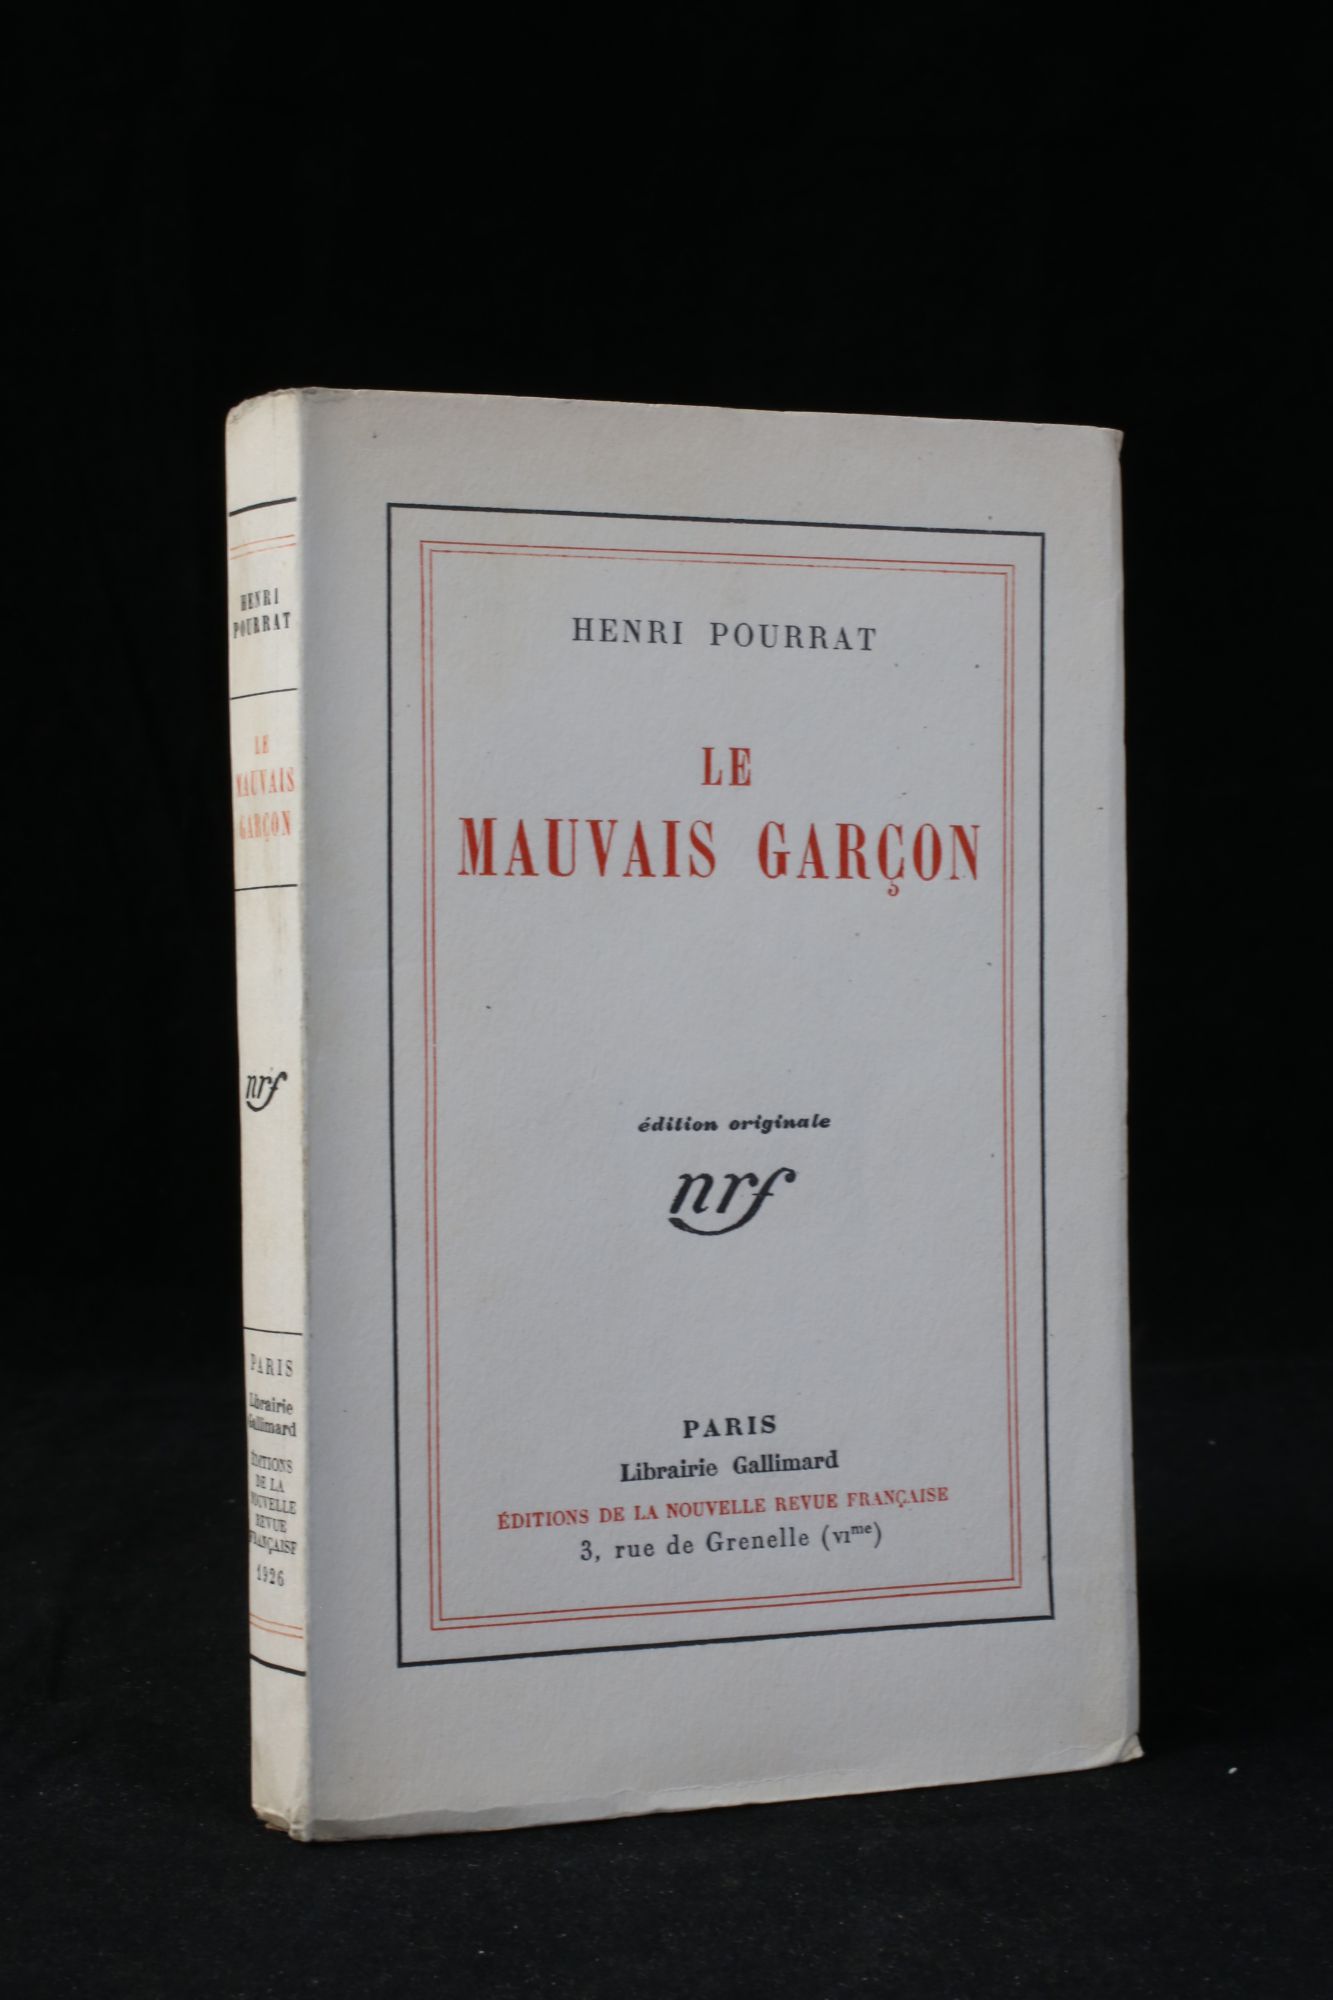 HENRI
POURRAT
LE
MAUVAIS
GARÇON
nrf
PARIS
Librairie
Gallimard
ÉDITIONS
DE LA
NOUVELLE
REVUE
FRANÇAISE
1926
HENRI POURRAT
LE
MAUVAIS GARÇON
édition originale
nrf
PARIS
Librairie Gallimard
ÉDITIONS DE LA NOUVELLE REVUE FRANÇAISE
3, rue de Grenelle (VIme)